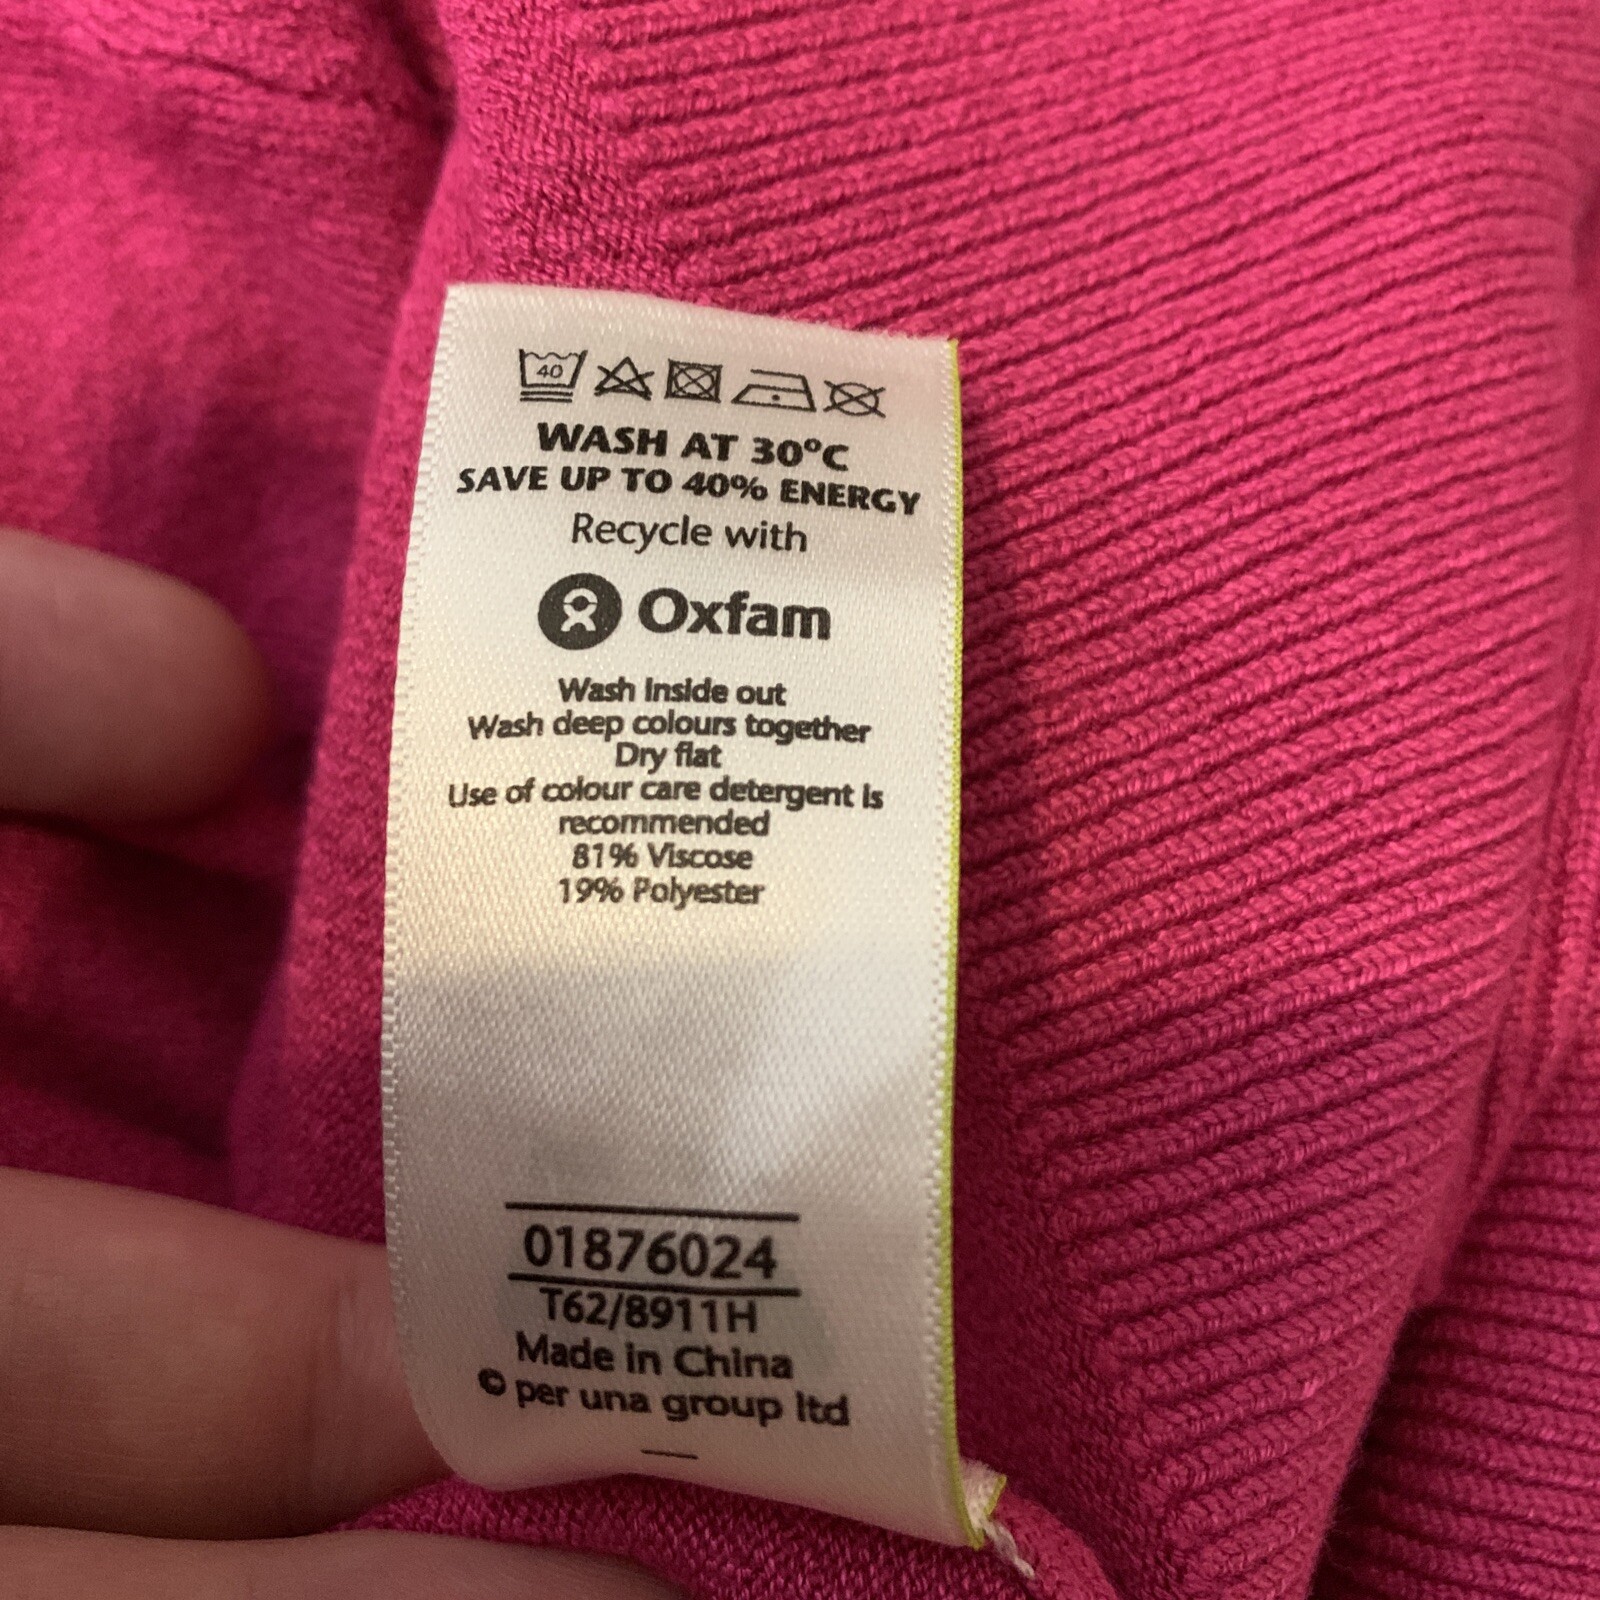 40
WASH AT 30°C
SAVE UP TO 40% ENERGY
Recycle with
Oxfam
Wash inside out
Wash deep colours together
Dry flat
Use of colour care detergent is
recommended
81% Viscose
19% Polyester
01876024
T62/8911H
Made in China
© per una group ltd